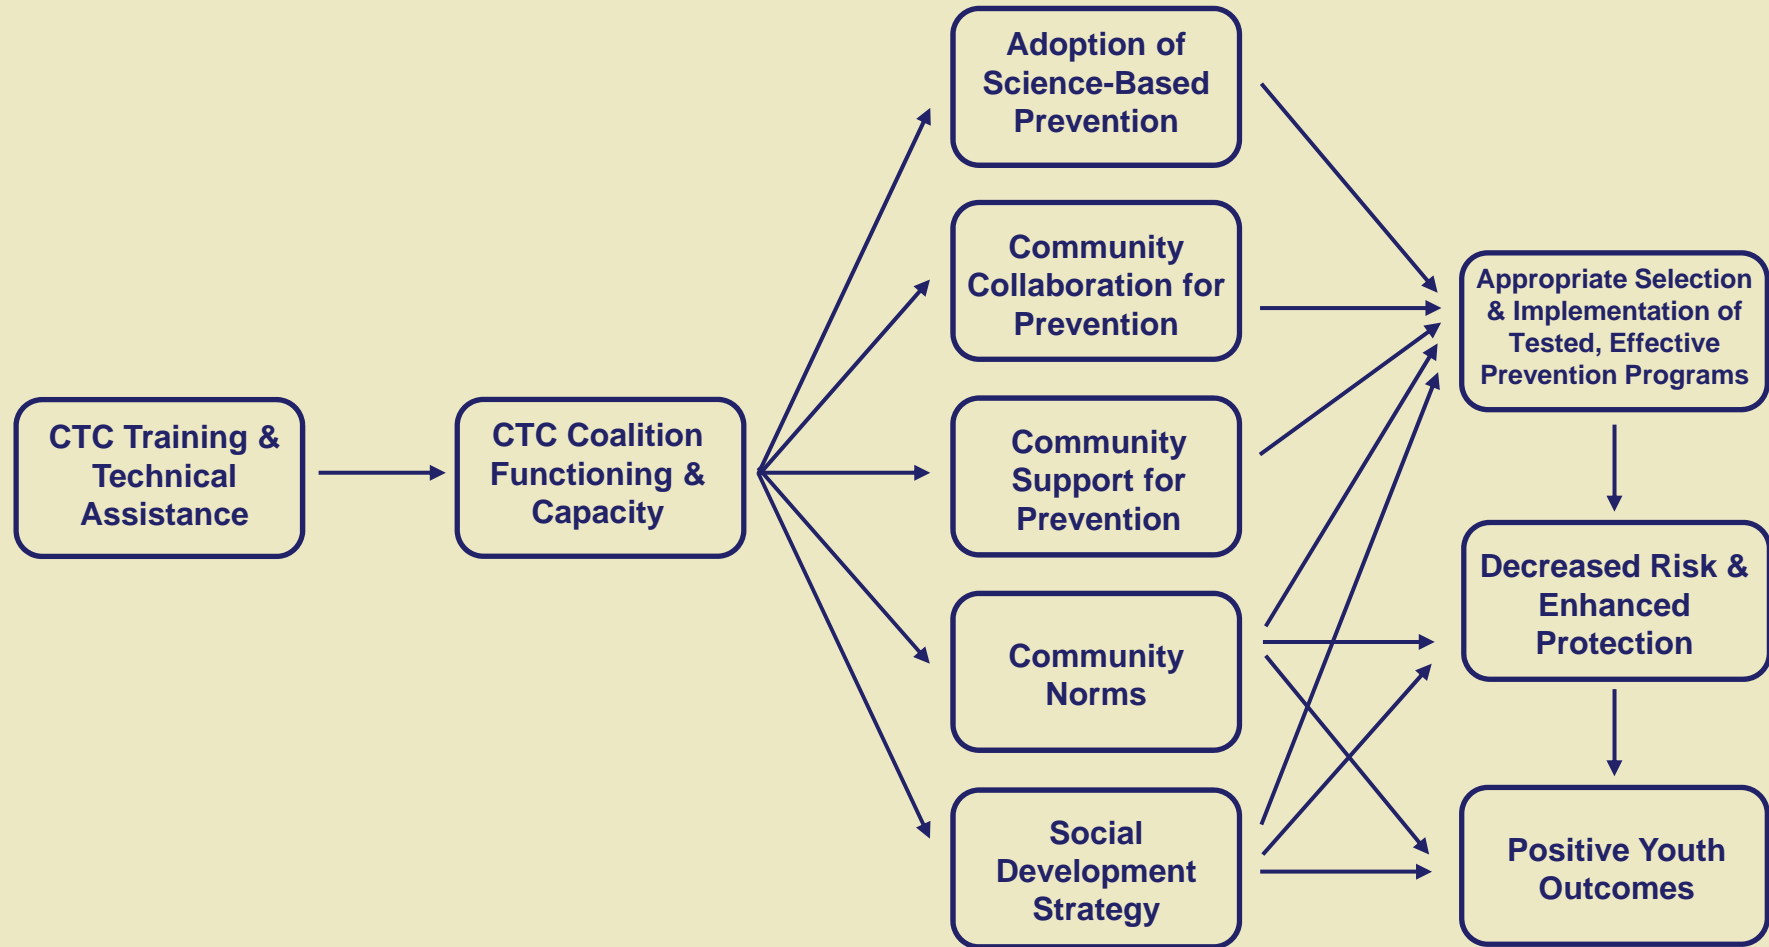 CTC Training &
Technical
Assistance
CTC Coalition
Functioning &
Capacity
Adoption of
Science-Based
Prevention
Community
Collaboration for
Prevention
Community
Support for
Prevention
Community
Norms
Social
Development
Strategy
Appropriate Selection
& Implementation of
Tested, Effective
Prevention Programs
Decreased Risk &
Enhanced
Protection
Positive Youth
Outcomes